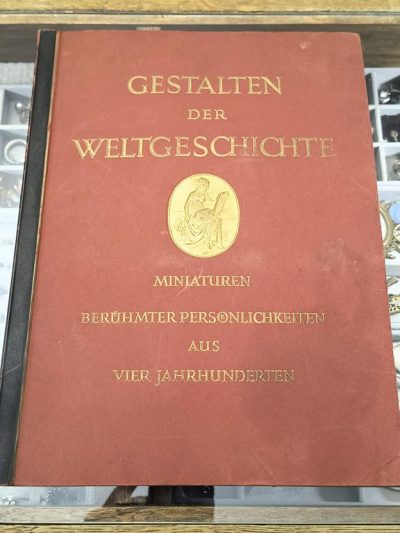 GESTALTEN
DER
WELTGESCHICHTE
MINIATUREN
BERÜHMTER PERSÖNLICHKEITEN
AUS
VIER JAHRHUNDERTEN